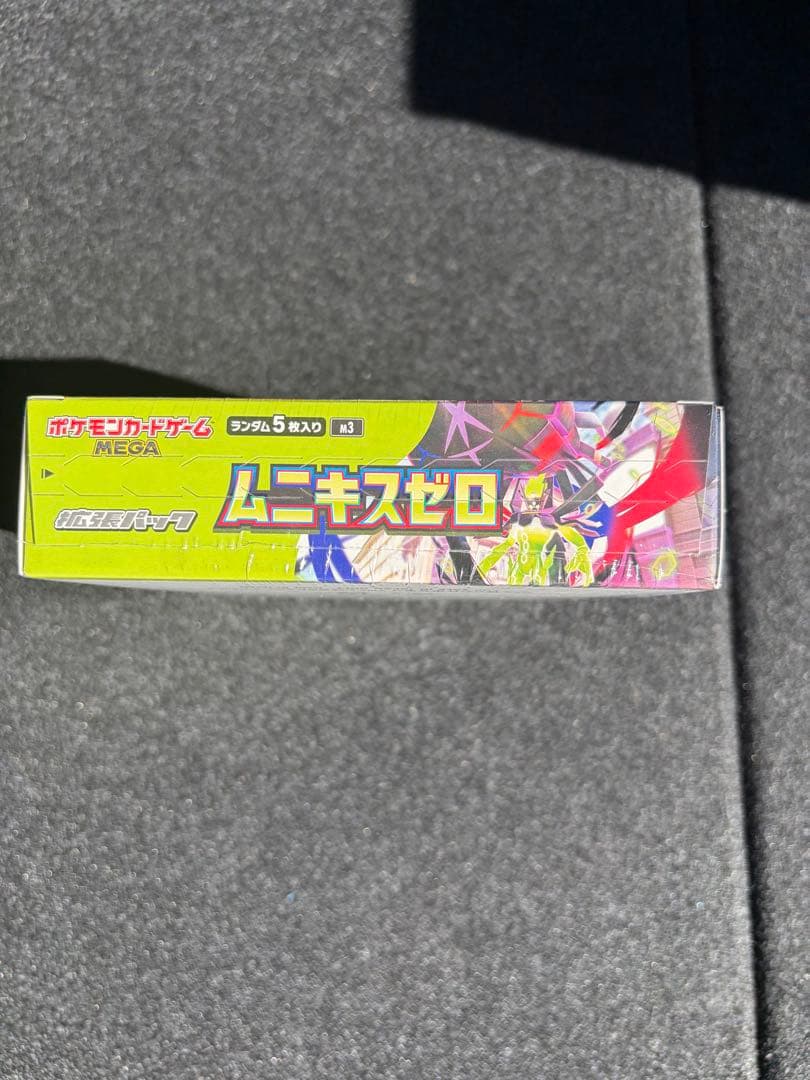 ポケモンカードゲーム
MEGA
ランダム5枚入り
M3
拡張パック
ムニキスゼロ